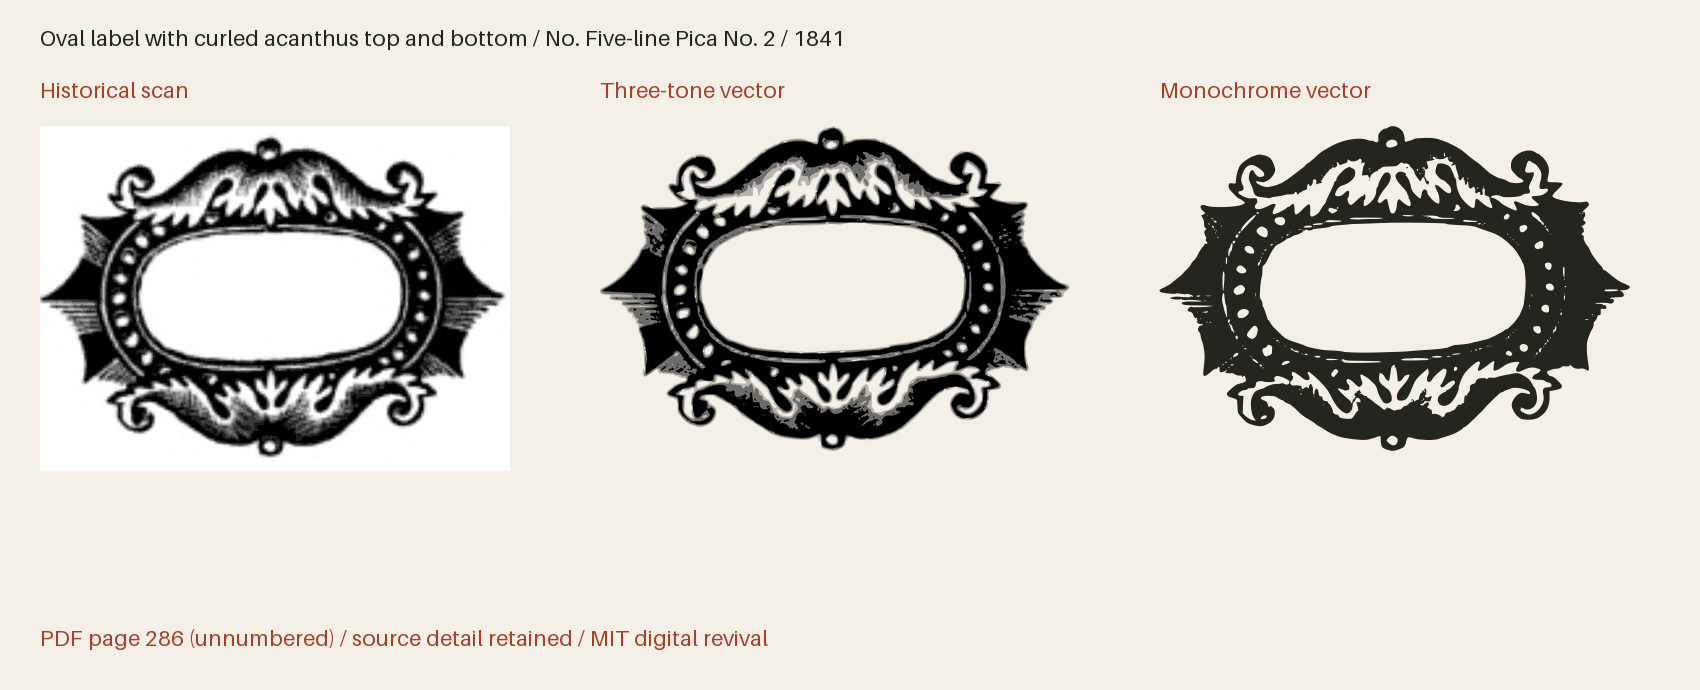 Oval label with curled acanthus top and bottom / No. Five-line Pica No. 2 / 1841
Historical scan
Three-tone vector
Monochrome vector
PDF page 286 (unnumbered) / source detail retained / MIT digital revival